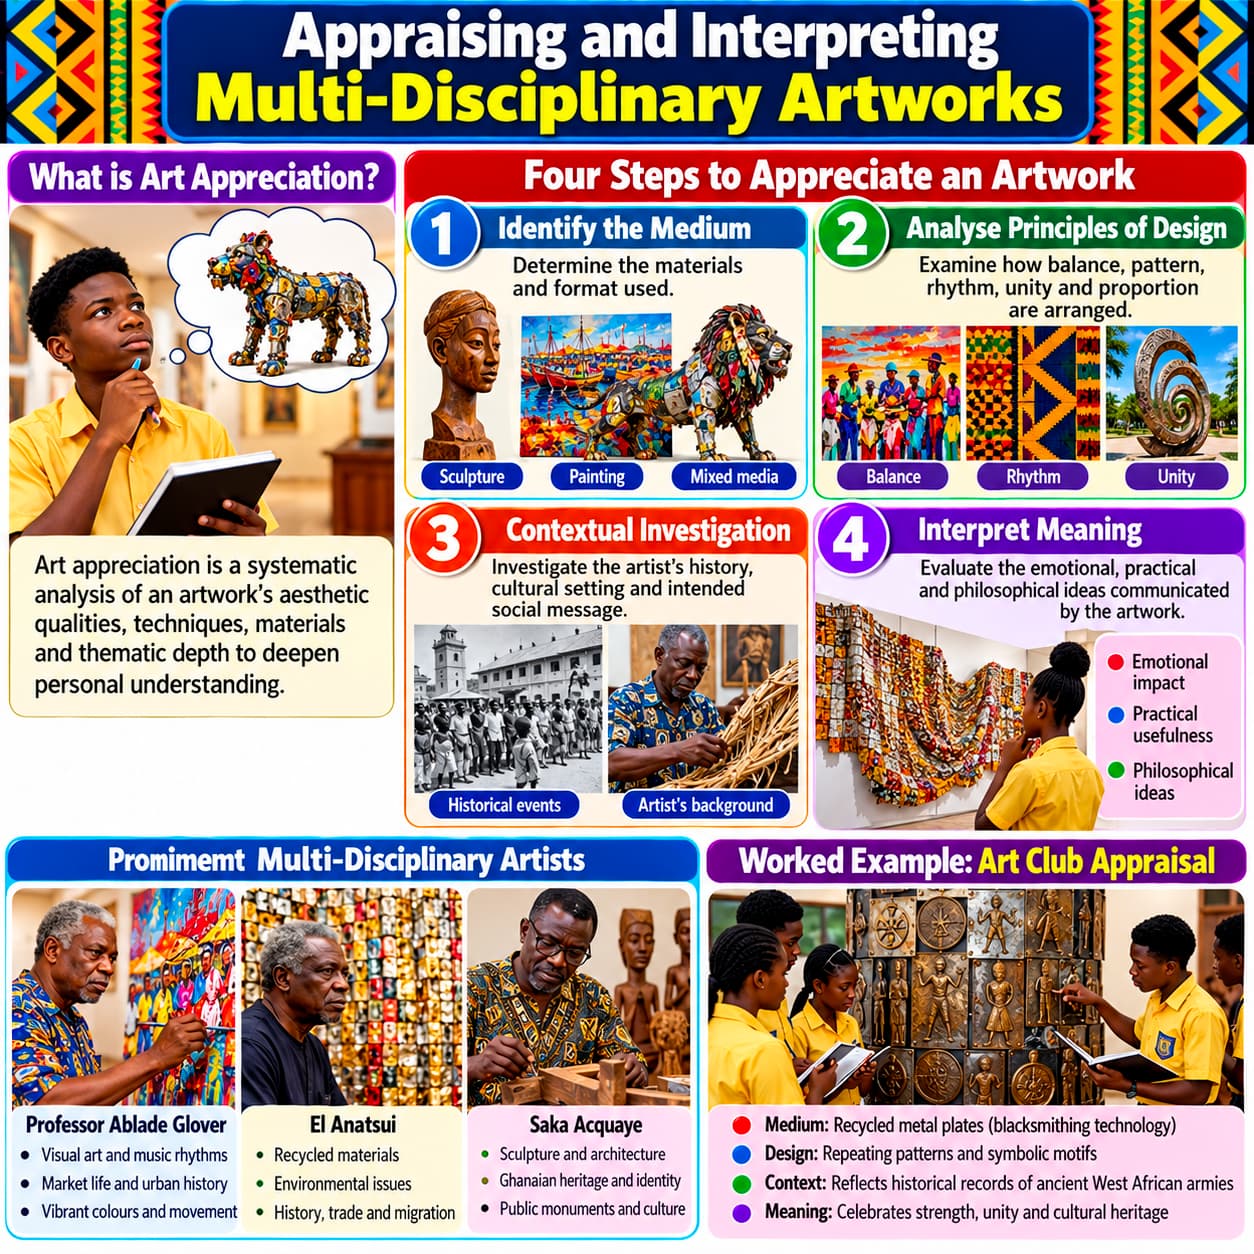 Appraising and Interpreting
Multi-Disciplinary Artworks
What is Art Appreciation?
Art appreciation is a systematic
analysis of an artwork's aesthetic
qualities, techniques, materials
and thematic depth to deepen
personal understanding.
Four Steps to Appreciate an Artwork
1
Identify the Medium
Determine the materials
and format used.
Sculpture
Painting
Mixed media
2
Analyse Principles of Design
Examine how balance, pattern,
rhythm, unity and proportion
are arranged.
Balance
Rhythm
Unity
3
Contextual Investigation
Investigate the artist's history,
cultural setting and intended
social message.
Historical events
Artist's background
4
Interpret Meaning
Evaluate the emotional, practical
and philosophical ideas communicated
by the artwork.
Emotional
impact
Practical
usefulness
Philosophical
ideas
Promimemt Multi-Disciplinary Artists
Professor Ablade Glover
• Visual art and music rhythms
• Market life and urban history
• Vibrant colours and movement
El Anatsui
• Recycled materials
• Environmental issues
• History, trade and migration
Saka Acquaye
• Sculpture and architecture
• Ghanaian heritage and identity
• Public monuments and culture
Worked Example: Art Club Appraisal
Medium: Recycled metal plates (blacksmithing technology)
Design: Repeating patterns and symbolic motifs
Context: Reflects historical records of ancient West African armies
Meaning: Celebrates strength, unity and cultural heritage